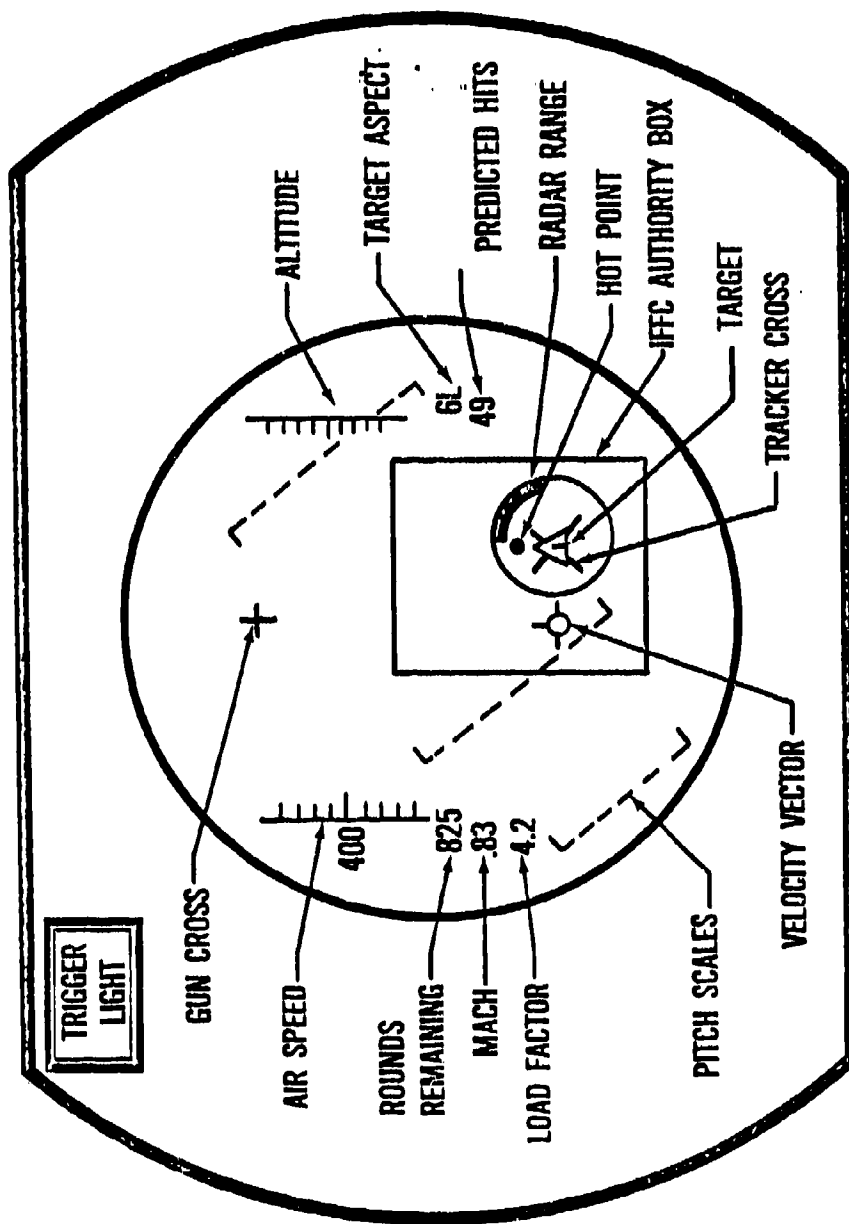 TRIGGER
LIGHT
GUN CROSS
AIR SPEED
400
ROUNDS
REMAINING
825
MACH
.83
LOAD FACTOR
4.2
PITCH SCALES
VELOCITY VECTOR
ALTITUDE
TARGET ASPECT
6L
PREDICTED HITS
49
RADAR RANGE
HOT POINT
IFFC AUTHORITY BOX
TARGET
TRACKER CROSS